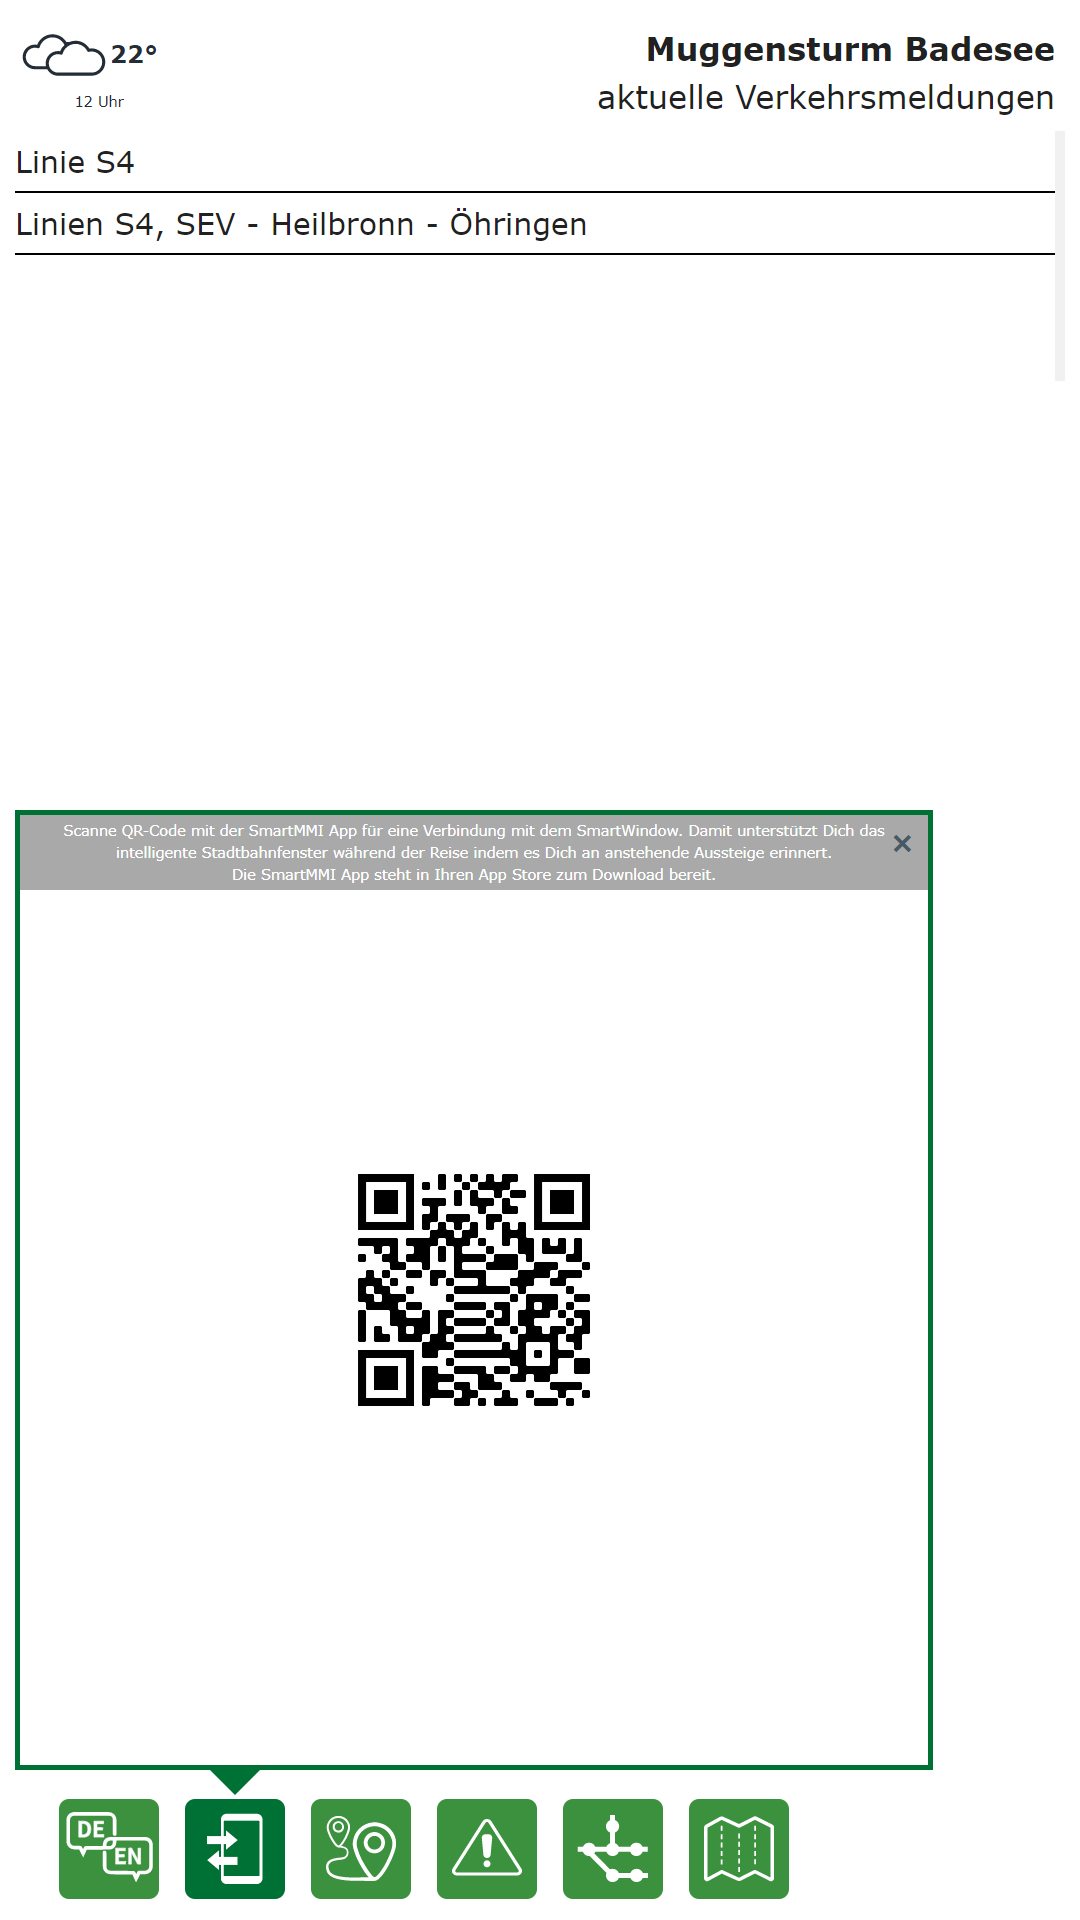 22°
12 Uhr
Muggensturm Badesee
aktuelle Verkehrsmeldungen
Linie S4
Linien S4, SEV - Heilbronn - Öhringen
Scanne QR-Code mit der SmartMMI App für eine Verbindung mit dem SmartWindow. Damit unterstützt Dich das
intelligente Stadtbahnfenster während der Reise indem es Dich an anstehende Aussteige erinnert.
Die SmartMMI App steht in Ihren App Store zum Download bereit.
DE
EN